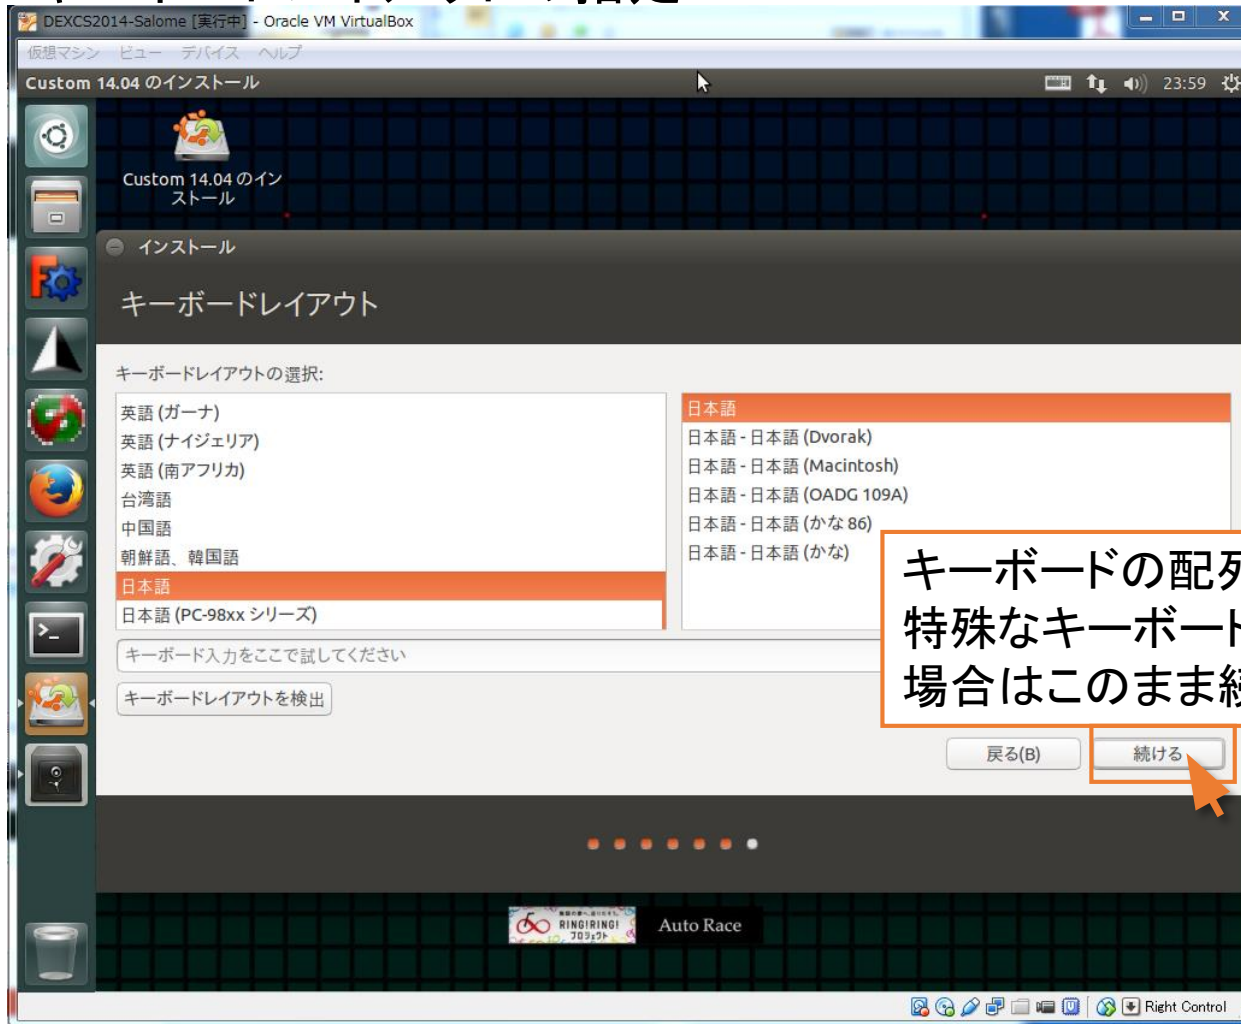 DEXCS2014-Salome [実行中] - Oracle VM VirtualBox
仮想マシン ビュー デバイス ヘルプ
Custom 14.04 のインストール
23:59
Custom 14.04 のイン
ストール
インストール
キーボードレイアウト
キーボードレイアウトの選択:
英語 (ガーナ)
英語 (ナイジェリア)
英語 (南アフリカ)
台湾語
中国語
朝鮮語、韓国語
日本語
日本語 (PC-98xx シリーズ)
日本語
日本語 - 日本語 (Dvorak)
日本語 - 日本語 (Macintosh)
日本語 - 日本語 (OADG 109A)
日本語 - 日本語 (かな 86)
日本語 - 日本語 (かな)
キーボード入力をここで試してください
キーボードレイアウトを検出
キーボードの配列
特殊なキーボード
場合はこのまま続
戻る(B)
続ける
RINGIRING!
プロジェクト
Auto Race
Right Control